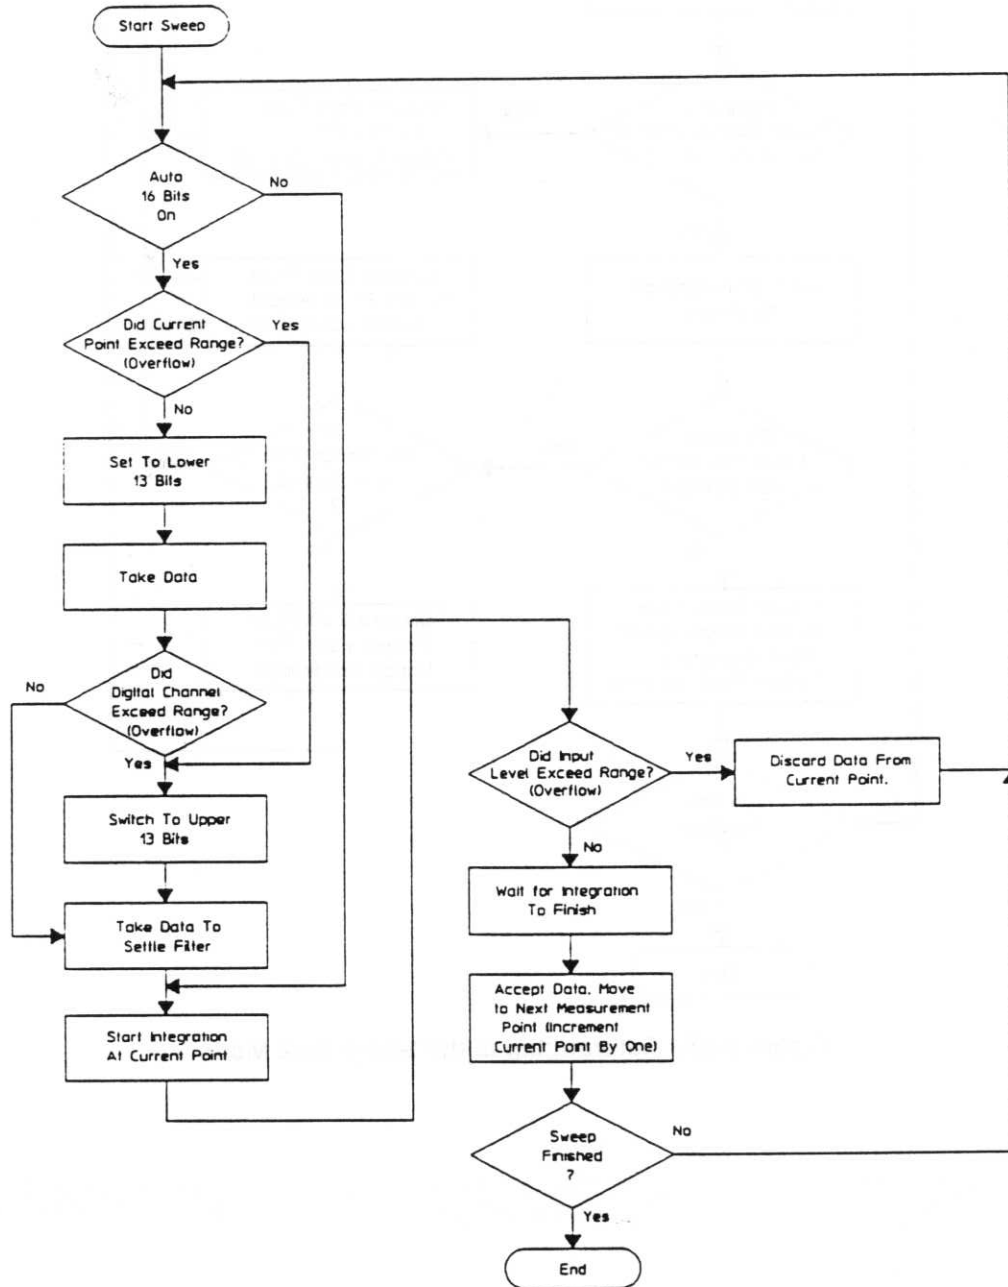 Start Sweep
Auto
16 Bits
On
No
Yes
Did Current
Point Exceed Range?
(Overflow)
Yes
No
Set To Lower
13 Bits
Take Data
Did
Digital Channel
Exceed Range?
(Overflow)
No
Yes
Switch To Upper
13 Bits
Take Data To
Settle Filter
Start Integration
At Current Point
Did Input
Level Exceed Range?
(Overflow)
Yes
Discard Data From
Current Point.
No
Wait for Integration
To Finish
Accept Data. Move
to Next Measurement
Point (Increment
Current Point By One)
Sweep
Finished
?
No
Yes
End